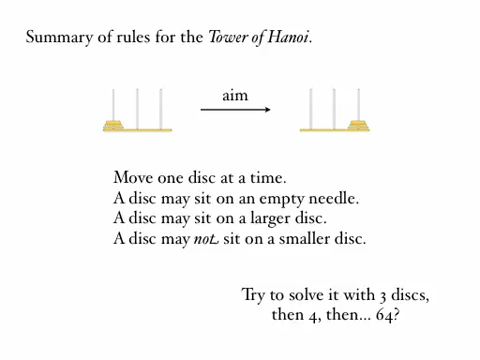 Summary of rules for the Tower of Hanoi.
aim
Move one disc at a time.
A disc may sit on an empty needle.
A disc may sit on a larger disc.
A disc may not sit on a smaller disc.
Try to solve it with 3 discs,
then 4, then... 64?